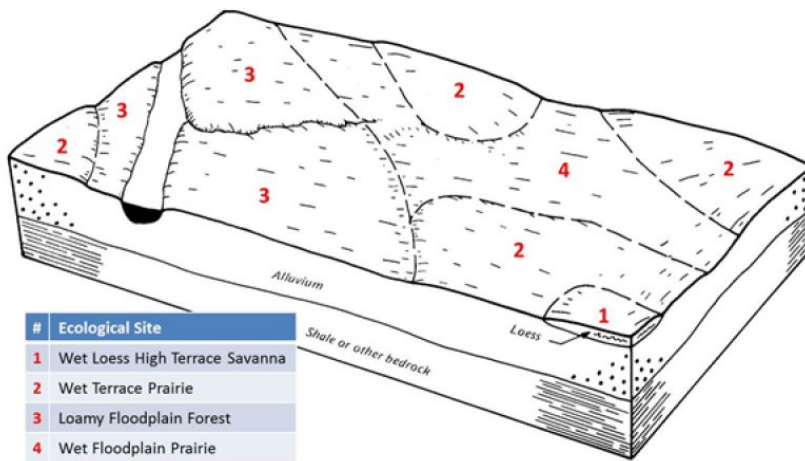 3
2
3
2
4
2
3
2
1
Alluvium
Loess
Shale or other bedrock
# Ecological Site
1 Wet Loess High Terrace Savanna
2 Wet Terrace Prairie
3 Loamy Floodplain Forest
4 Wet Floodplain Prairie